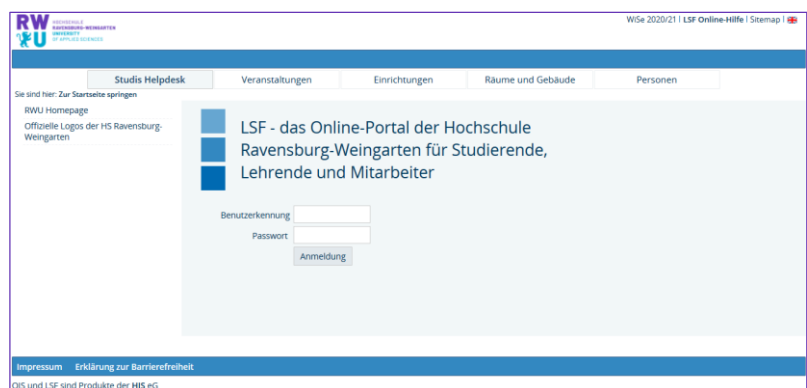 RW HOCHSCHULE
RAVENSBURG-WEINGARTEN
U UNIVERSITY
OF APPLIED SCIENCES
WiSe 2020/21 | LSF Online-Hilfe | Sitemap |
Studis Helpdesk Veranstaltungen Einrichtungen Räume und Gebäude Personen
Sie sind hier: Zur Startseite springen
RWU Homepage
Offizielle Logos der HS Ravensburg-
Weingarten
LSF - das Online-Portal der Hochschule
Ravensburg-Weingarten für Studierende,
Lehrende und Mitarbeiter
Benutzerkennung
Passwort
Anmeldung
Impressum Erklärung zur Barrierefreiheit
QIS und LSF sind Produkte der HIS eG